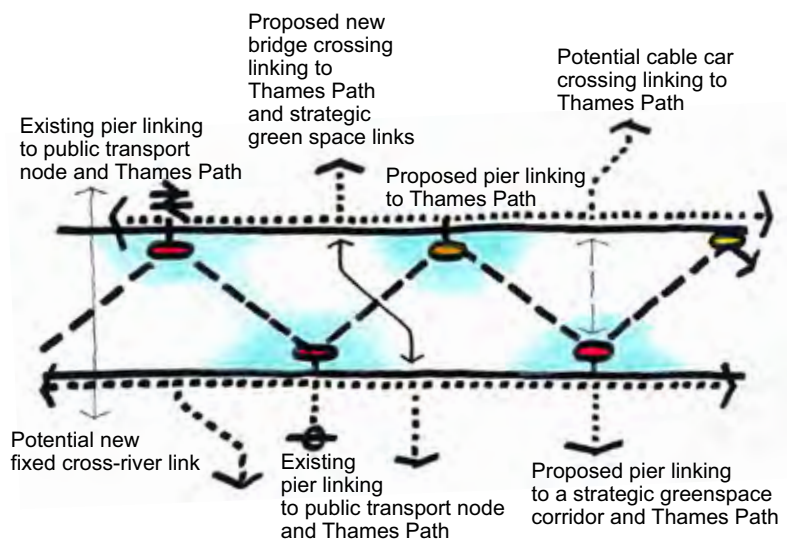 Proposed new
bridge crossing
linking to
Thames Path
and strategic
green space links
Potential cable car
crossing linking to
Thames Path
Existing pier linking
to public transport
node and Thames Path
Proposed pier linking
to Thames Path
Potential new
fixed cross-river link
Existing
pier linking
to public transport node
and Thames Path
Proposed pier linking
to a strategic greenspace
corridor and Thames Path